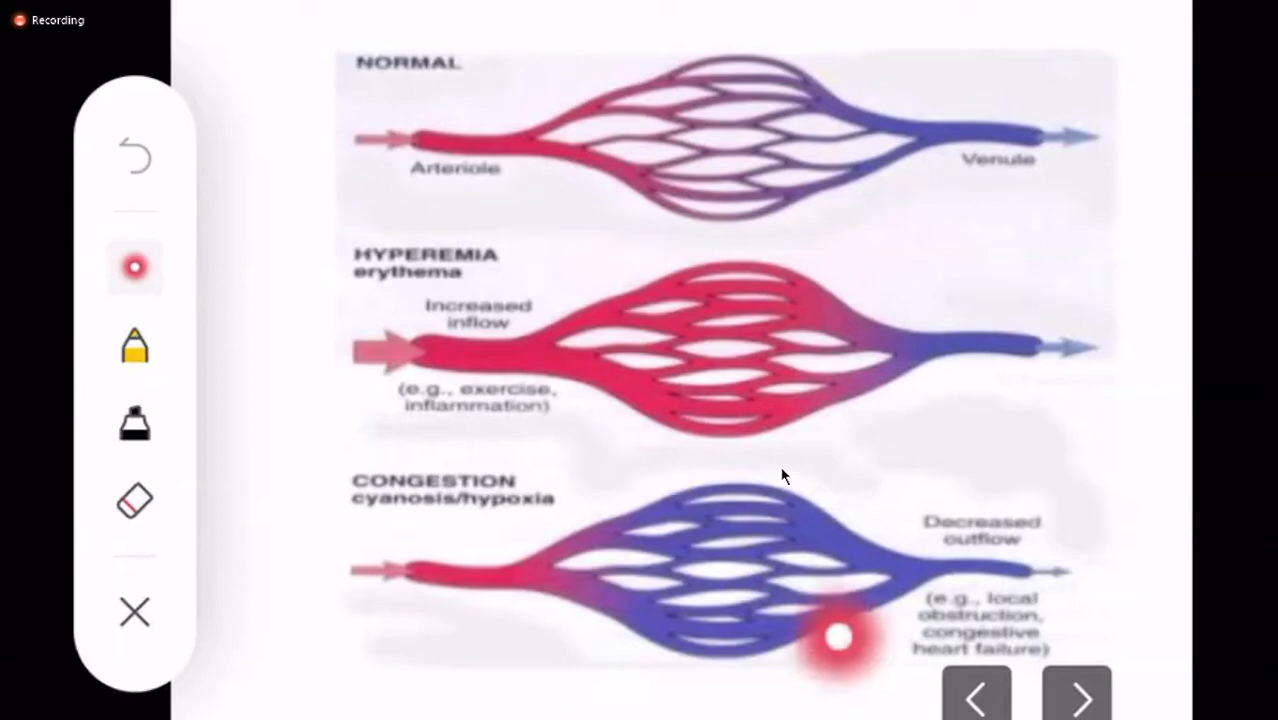 Recording
NORMAL
Arteriole
Venule
HYPEREMIA
erythema
Increased
inflow
(e.g., exercise,
inflammation)
CONGESTION
cyanosis/hypoxia
Decreased
outflow
(e.g., local
obstruction,
congestive
heart failure)